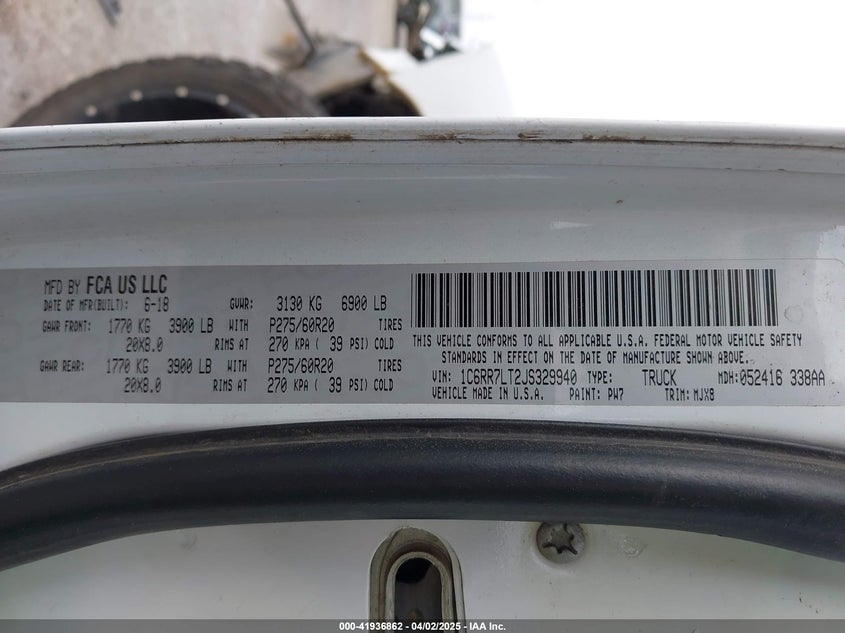 MFD BY FCA US LLC
DATE OF MFR(BUILT): 6-18 GVWR: 3130 KG 6900 LB
GAWR FRONT: 1770 KG 3900 LB WITH P275/60R20 TIRES
20X8.0 RIMS AT 270 KPA ( 39 PSI) COLD
GAWR REAR: 1770 KG 3900 LB WITH P275/60R20 TIRES
20X8.0 RIMS AT 270 KPA ( 39 PSI) COLD
THIS VEHICLE CONFORMS TO ALL APPLICABLE U.S.A. FEDERAL MOTOR VEHICLE SAFETY
STANDARDS IN EFFECT ON THE DATE OF MANUFACTURE SHOWN ABOVE.
VIN: 1C6RR7LT2JS329940 TYPE: TRUCK MDH:052416 338AA
VEHICLE MADE IN U.S.A. PAINT: PW7 TRIM: MJX8
000-41936862 - 04/02/2025 - IAA Inc.